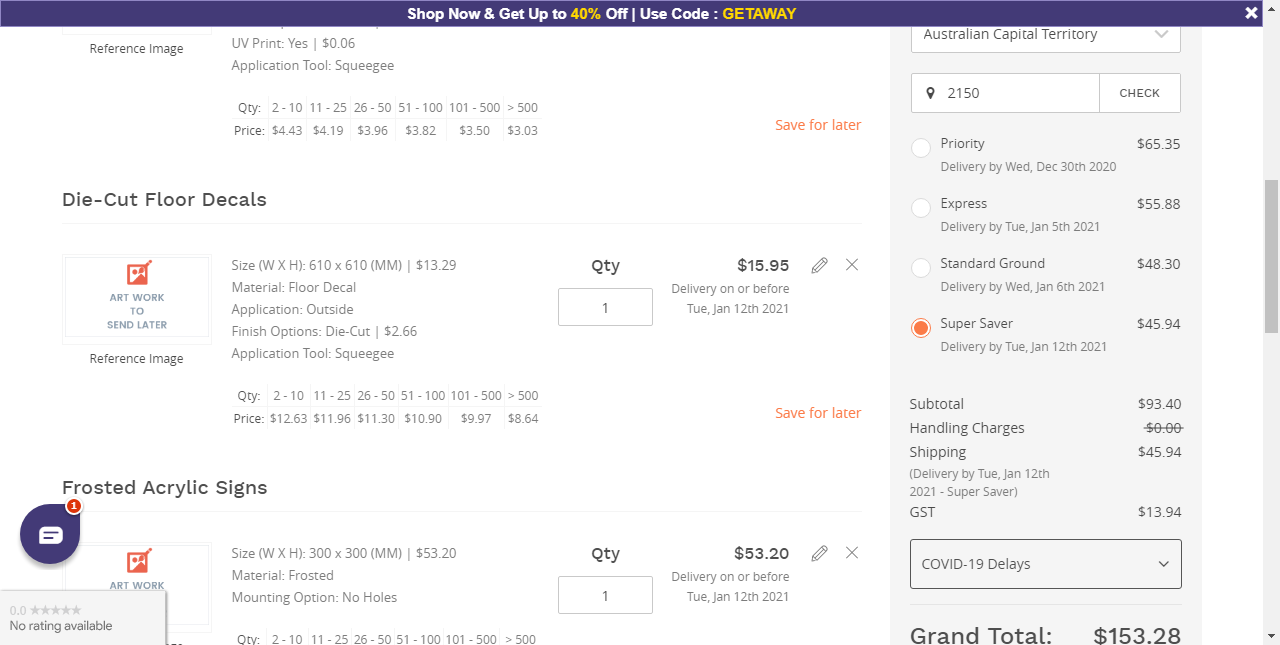 Shop Now & Get Up to 40% Off | Use Code : GETAWAY
Reference Image
UV Print: Yes | $0.06
Application Tool: Squeegee
Qty: 2 - 10 11 - 25 26 - 50 51 - 100 101 - 500 > 500
Price: $4.43 $4.19 $3.96 $3.82 $3.50 $3.03
Save for later
Die-Cut Floor Decals
ART WORK
TO
SEND LATER
Reference Image
Size (W X H): 610 x 610 (MM) | $13.29
Material: Floor Decal
Application: Outside
Finish Options: Die-Cut | $2.66
Application Tool: Squeegee
Qty
1
$15.95
Delivery on or before
Tue, Jan 12th 2021
Qty: 2 - 10 11 - 25 26 - 50 51 - 100 101 - 500 > 500
Price: $12.63 $11.96 $11.30 $10.90 $9.97 $8.64
Save for later
Frosted Acrylic Signs
ART WORK
Size (W X H): 300 x 300 (MM) | $53.20
Material: Frosted
Mounting Option: No Holes
Qty
1
$53.20
Delivery on or before
Tue, Jan 12th 2021
Qty: 2 - 10 11 - 25 26 - 50 51 - 100 101 - 500 > 500
1
0.0 ★★★★★
No rating available
Australian Capital Territory
2150 CHECK
Priority $65.35
Delivery by Wed, Dec 30th 2020
Express $55.88
Delivery by Tue, Jan 5th 2021
Standard Ground $48.30
Delivery by Wed, Jan 6th 2021
Super Saver $45.94
Delivery by Tue, Jan 12th 2021
Subtotal $93.40
Handling Charges $0.00
Shipping $45.94
(Delivery by Tue, Jan 12th
2021 - Super Saver)
GST $13.94
COVID-19 Delays
Grand Total: $153.28